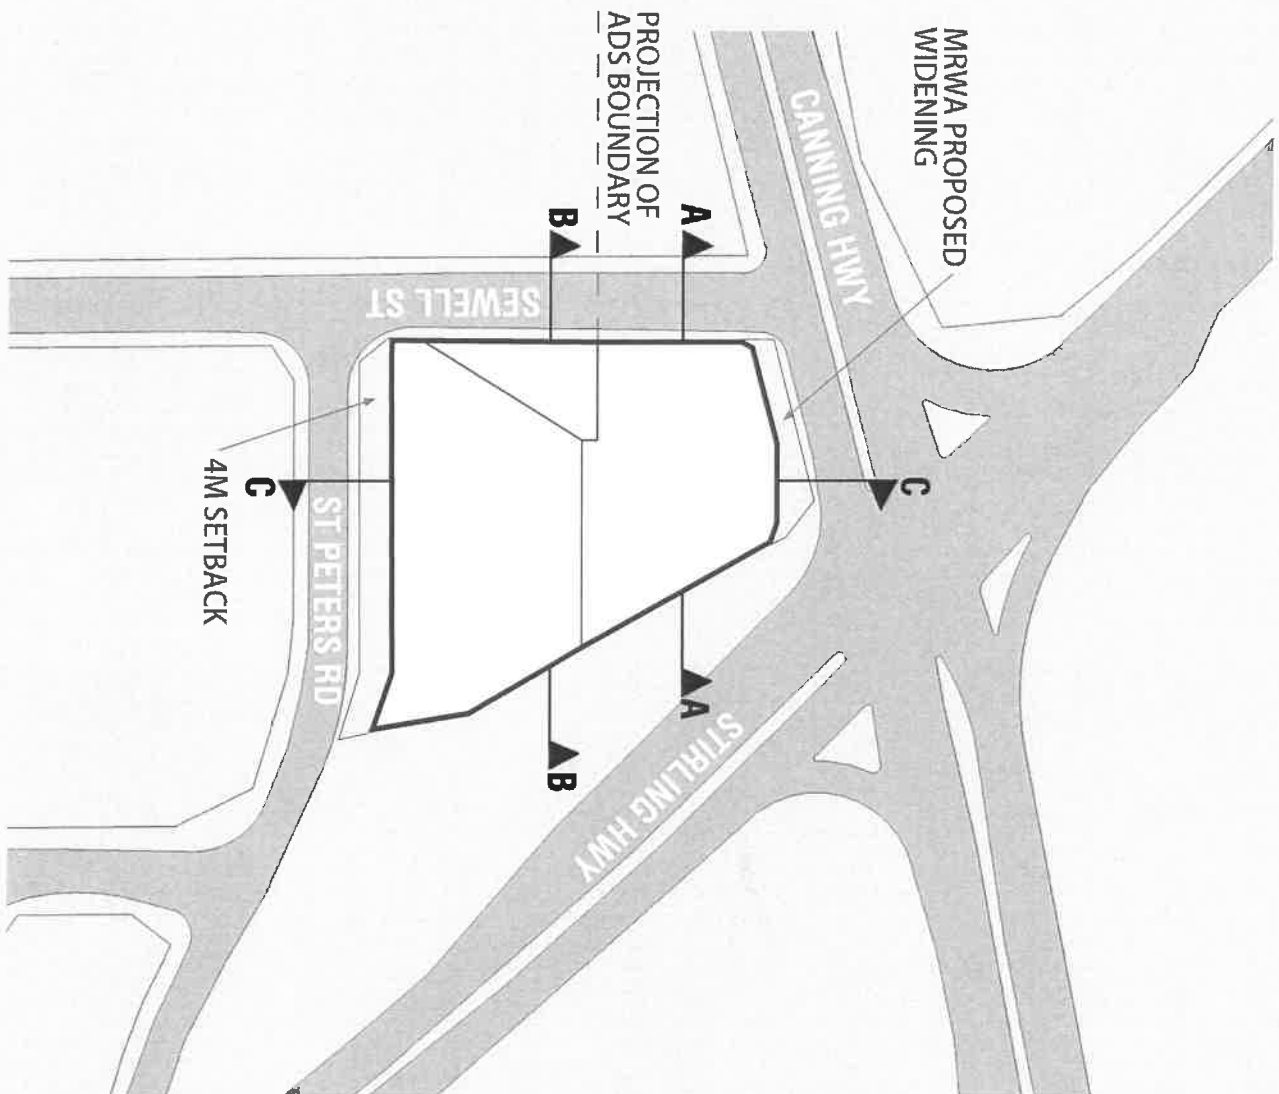 MRWA PROPOSED
WIDENING
CANNING HWY
PROJECTION OF
ADS BOUNDARY
A
B
SEWELL ST
C
C
4M SETBACK
ST PETERS RD
A
B
STIRLING HWY